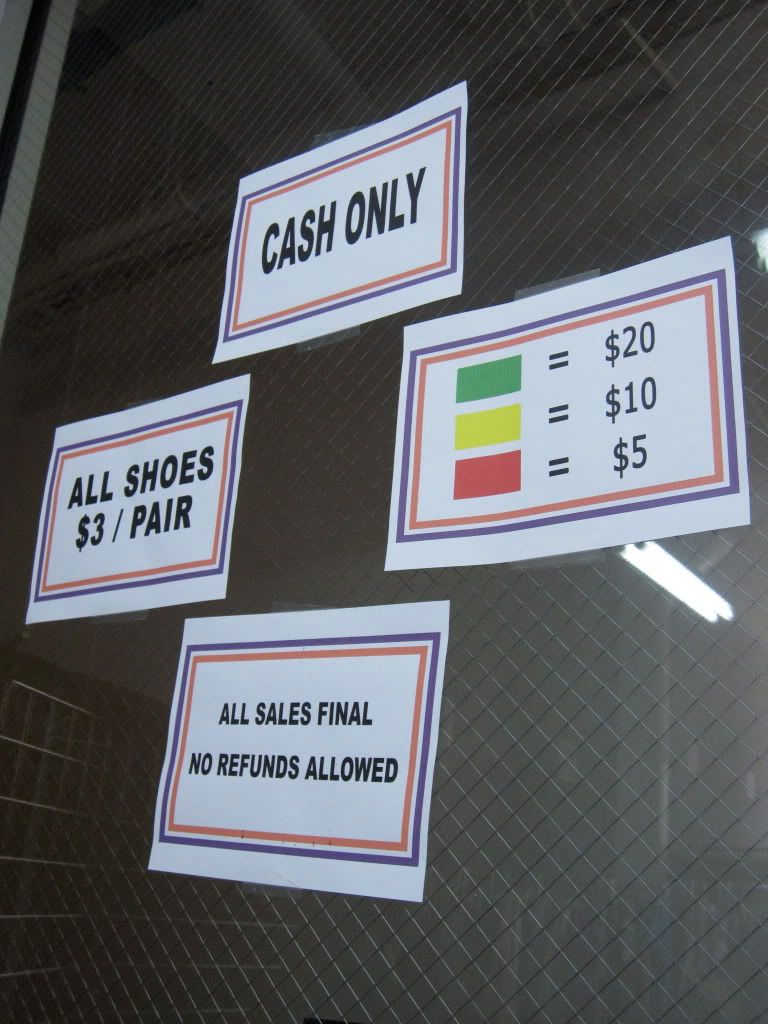 CASH ONLY
= $20
= $10
= $5
ALL SHOES
$3 / PAIR
ALL SALES FINAL
NO REFUNDS ALLOWED